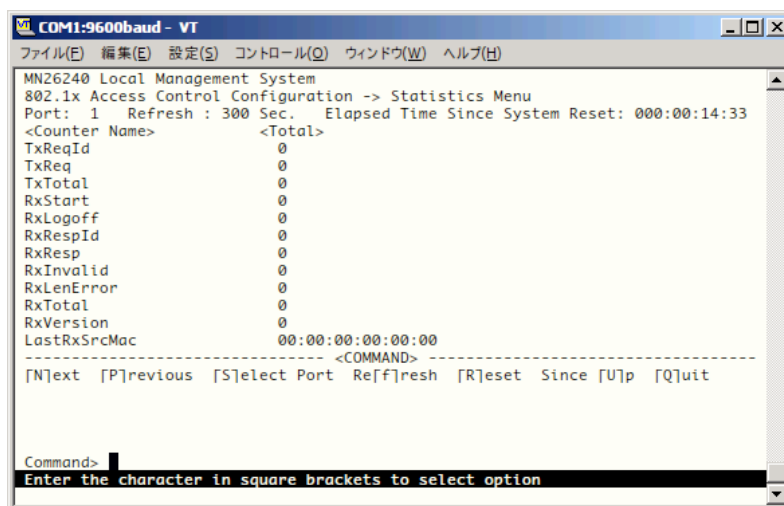 COM1:9600baud - VT
ファイル(F) 編集(E) 設定(S) コントロール(O) ウィンドウ(W) ヘルプ(H)
MN26240 Local Management System
802.1x Access Control Configuration -> Statistics Menu
Port: 1 Refresh : 300 Sec. Elapsed Time Since System Reset: 000:00:14:33
<Counter Name> <Total>
TxReqId 0
TxReq 0
TxTotal 0
RxStart 0
RxLogoff 0
RxRespId 0
RxResp 0
RxInvalid 0
RxLenError 0
RxTotal 0
RxVersion 0
LastRxSrcMac 00:00:00:00:00:00
-------------------------------- <COMMAND> -----------------------------------
[N]ext [P]revious [S]elect Port Re[f]resh [R]eset Since [U]p [Q]uit
Command>
Enter the character in square brackets to select option